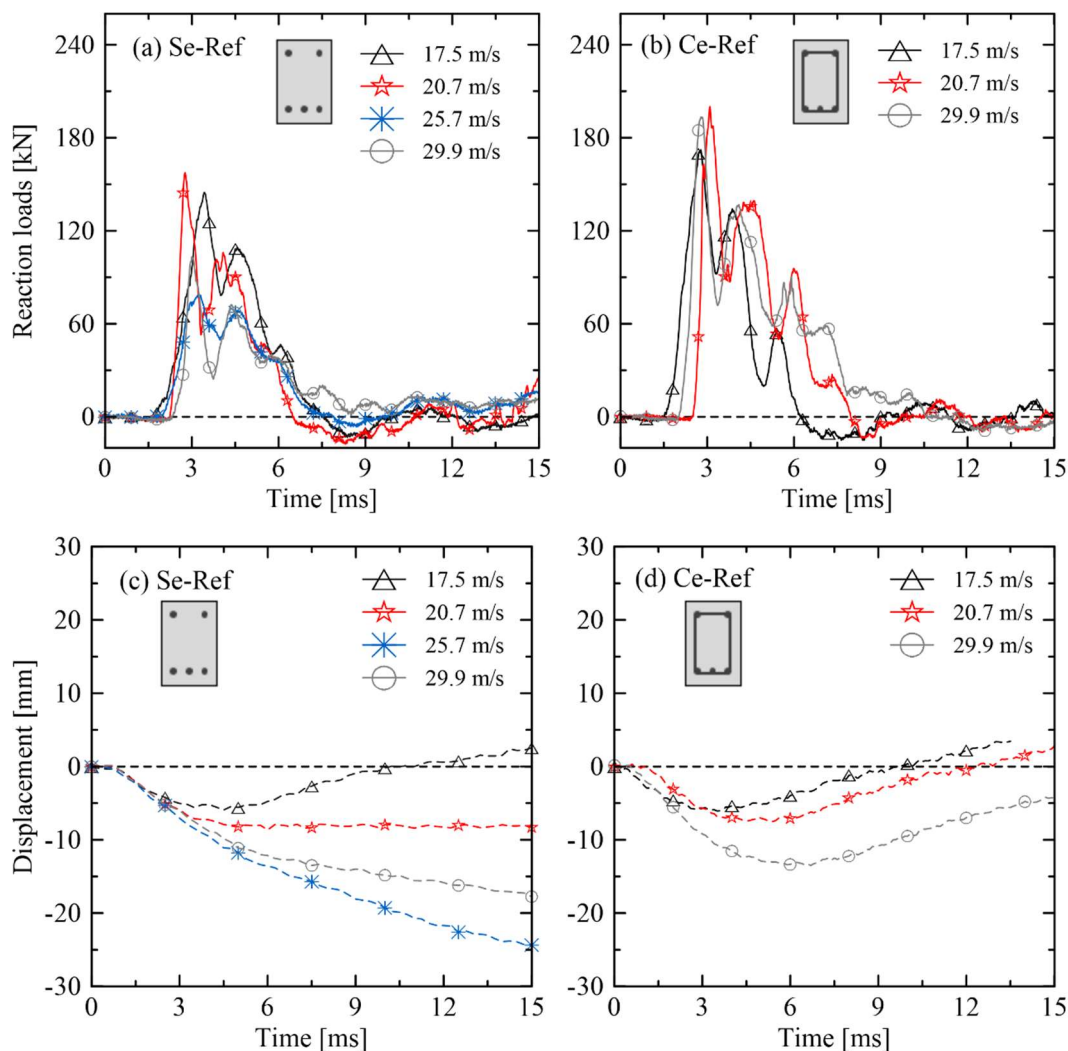 (a) Se-Ref
17.5 m/s
20.7 m/s
25.7 m/s
29.9 m/s
240
180
120
60
0
Reaction loads [kN]
0 3 6 9 12 15
Time [ms]
(b) Ce-Ref
17.5 m/s
20.7 m/s
29.9 m/s
240
180
120
60
0
0 3 6 9 12 15
Time [ms]
(c) Se-Ref
17.5 m/s
20.7 m/s
25.7 m/s
29.9 m/s
30
20
10
0
-10
-20
-30
Displacement [mm]
0 3 6 9 12 15
Time [ms]
(d) Ce-Ref
17.5 m/s
20.7 m/s
29.9 m/s
30
20
10
0
-10
-20
-30
0 3 6 9 12 15
Time [ms]